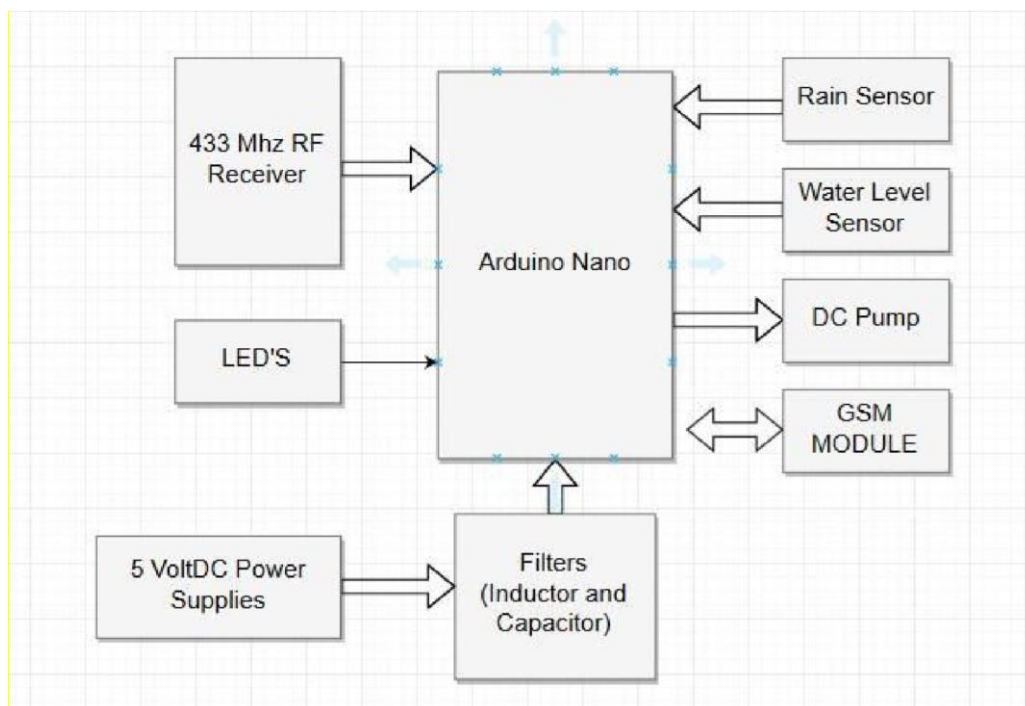 433 Mhz RF
Receiver
Arduino Nano
Rain Sensor
Water Level
Sensor
DC Pump
LED'S
GSM
MODULE
5 VoltDC Power
Supplies
Filters
(Inductor and
Capacitor)